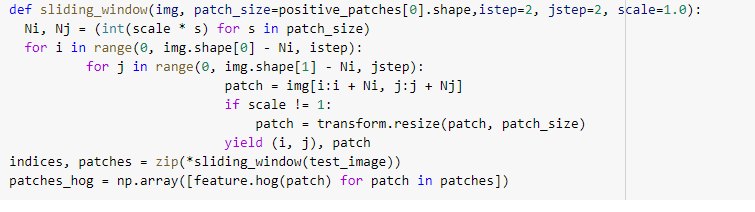 def sliding_window(img, patch_size=positive_patches[0].shape,istep=2, jstep=2, scale=1.0):
  Ni, Nj = (int(scale * s) for s in patch_size)
  for i in range(0, img.shape[0] - Ni, istep):
          for j in range(0, img.shape[1] - Ni, jstep):
                            patch = img[i:i + Ni, j:j + Nj]
                            if scale != 1:
                                patch = transform.resize(patch, patch_size)
                            yield (i, j), patch
indices, patches = zip(*sliding_window(test_image))
patches_hog = np.array([feature.hog(patch) for patch in patches])